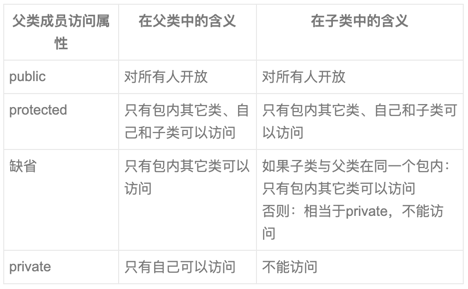 父类成员访问属
性
在父类中的含义
在子类中的含义
public
对所有人开放
对所有人开放
protected
只有包内其它类、自
己和子类可以访问
只有包内其它类、自己和子类可
以访问
缺省
只有包内其它类可以
访问
如果子类与父类在同一个包内：
只有包内其它类可以访问
否则：相当于private，不能访
问
private
只有自己可以访问
不能访问